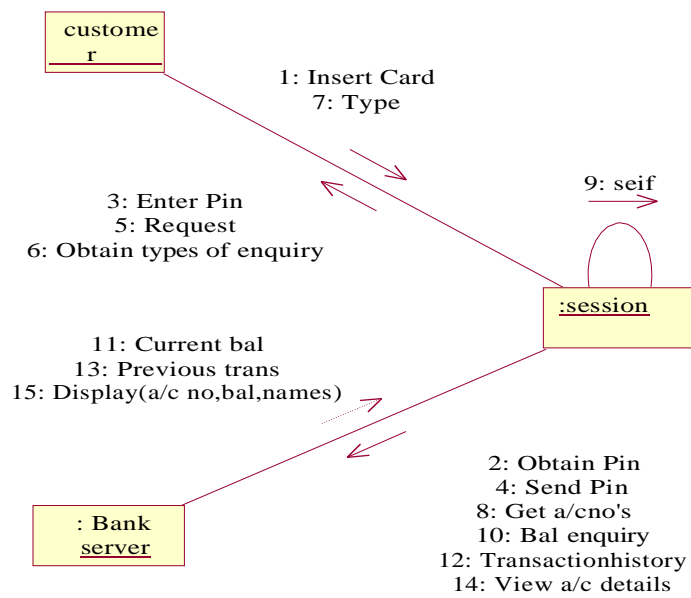 custome
r
1: Insert Card
7: Type
3: Enter Pin
5: Request
6: Obtain types of enquiry
9: seif
:session
11: Current bal
13: Previous trans
15: Display(a/c no,bal,names)
2: Obtain Pin
4: Send Pin
8: Get a/cno's
10: Bal enquiry
12: Transactionhistory
14: View a/c details
: Bank
server